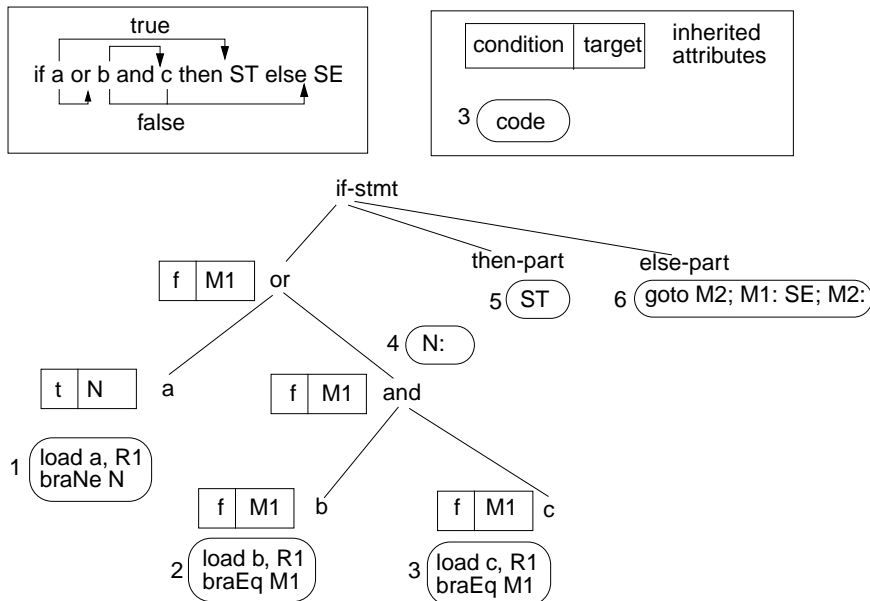 true
if a or b and c then ST else SE
false
condition target
inherited
attributes
3 code
if-stmt
then-part
else-part
f M1 or
5 ST
6 goto M2; M1: SE; M2:
4 N:
t N a
f M1 and
1 load a, R1
braNe N
f M1 b
f M1 c
2 load b, R1
braEq M1
3 load c, R1
braEq M1